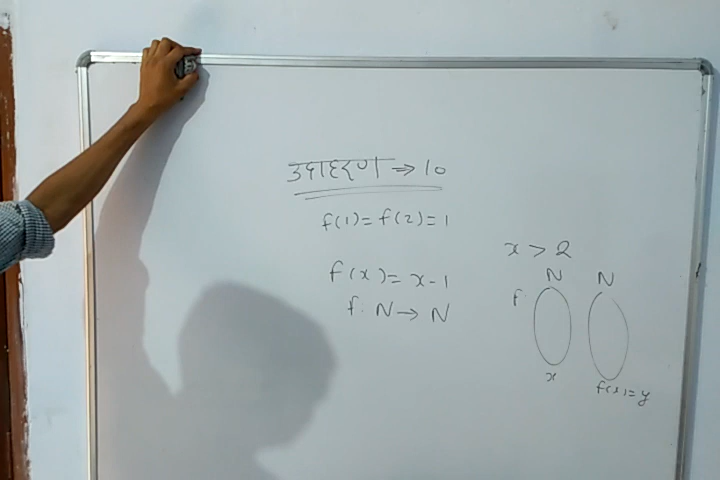 उदाहरण ⇒ 10
f(1) = f(2) = 1
x > 2
f(x) = x - 1
f: N → N
N N
f:
x f(x) = y